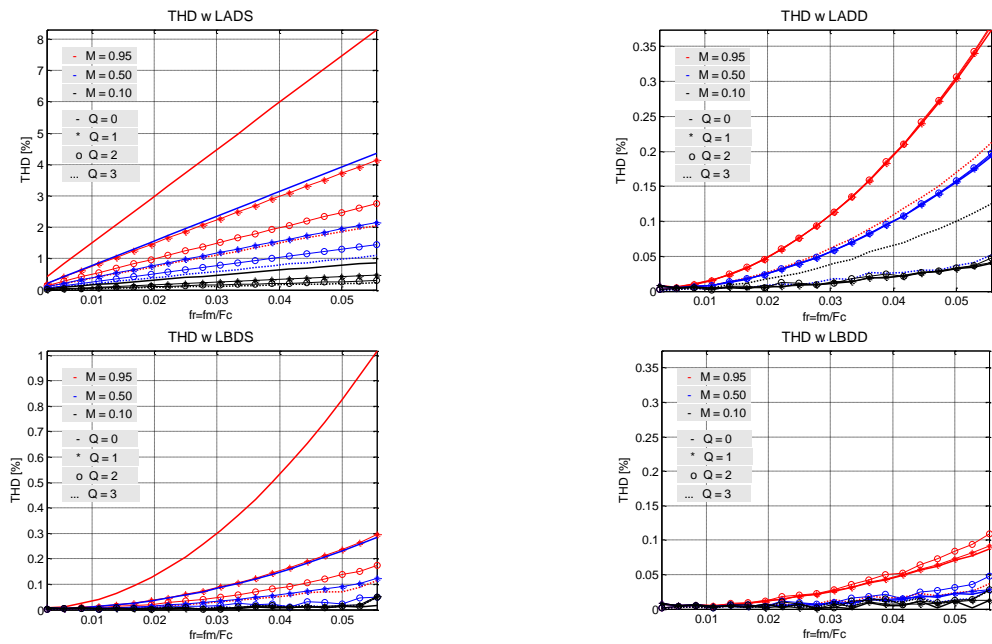 THD w LADS
8
7
6
5
4
3
2
1
0
THD [%]
- M = 0.95
- M = 0.50
- M = 0.10
- Q = 0
* Q = 1
o Q = 2
... Q = 3
0.01 0.02 0.03 0.04 0.05
fr=fm/Fc
THD w LADD
0.35
0.3
0.25
0.2
0.15
0.1
0.05
0
THD [%]
- M = 0.95
- M = 0.50
- M = 0.10
- Q = 0
* Q = 1
o Q = 2
... Q = 3
0.01 0.02 0.03 0.04 0.05
fr=fm/Fc
THD w LBDS
1
0.9
0.8
0.7
0.6
0.5
0.4
0.3
0.2
0.1
0
THD [%]
- M = 0.95
- M = 0.50
- M = 0.10
- Q = 0
* Q = 1
o Q = 2
... Q = 3
0.01 0.02 0.03 0.04 0.05
fr=fm/Fc
THD w LBDD
0.35
0.3
0.25
0.2
0.15
0.1
0.05
0
THD [%]
- M = 0.95
- M = 0.50
- M = 0.10
- Q = 0
* Q = 1
o Q = 2
... Q = 3
0.01 0.02 0.03 0.04 0.05
fr=fm/Fc